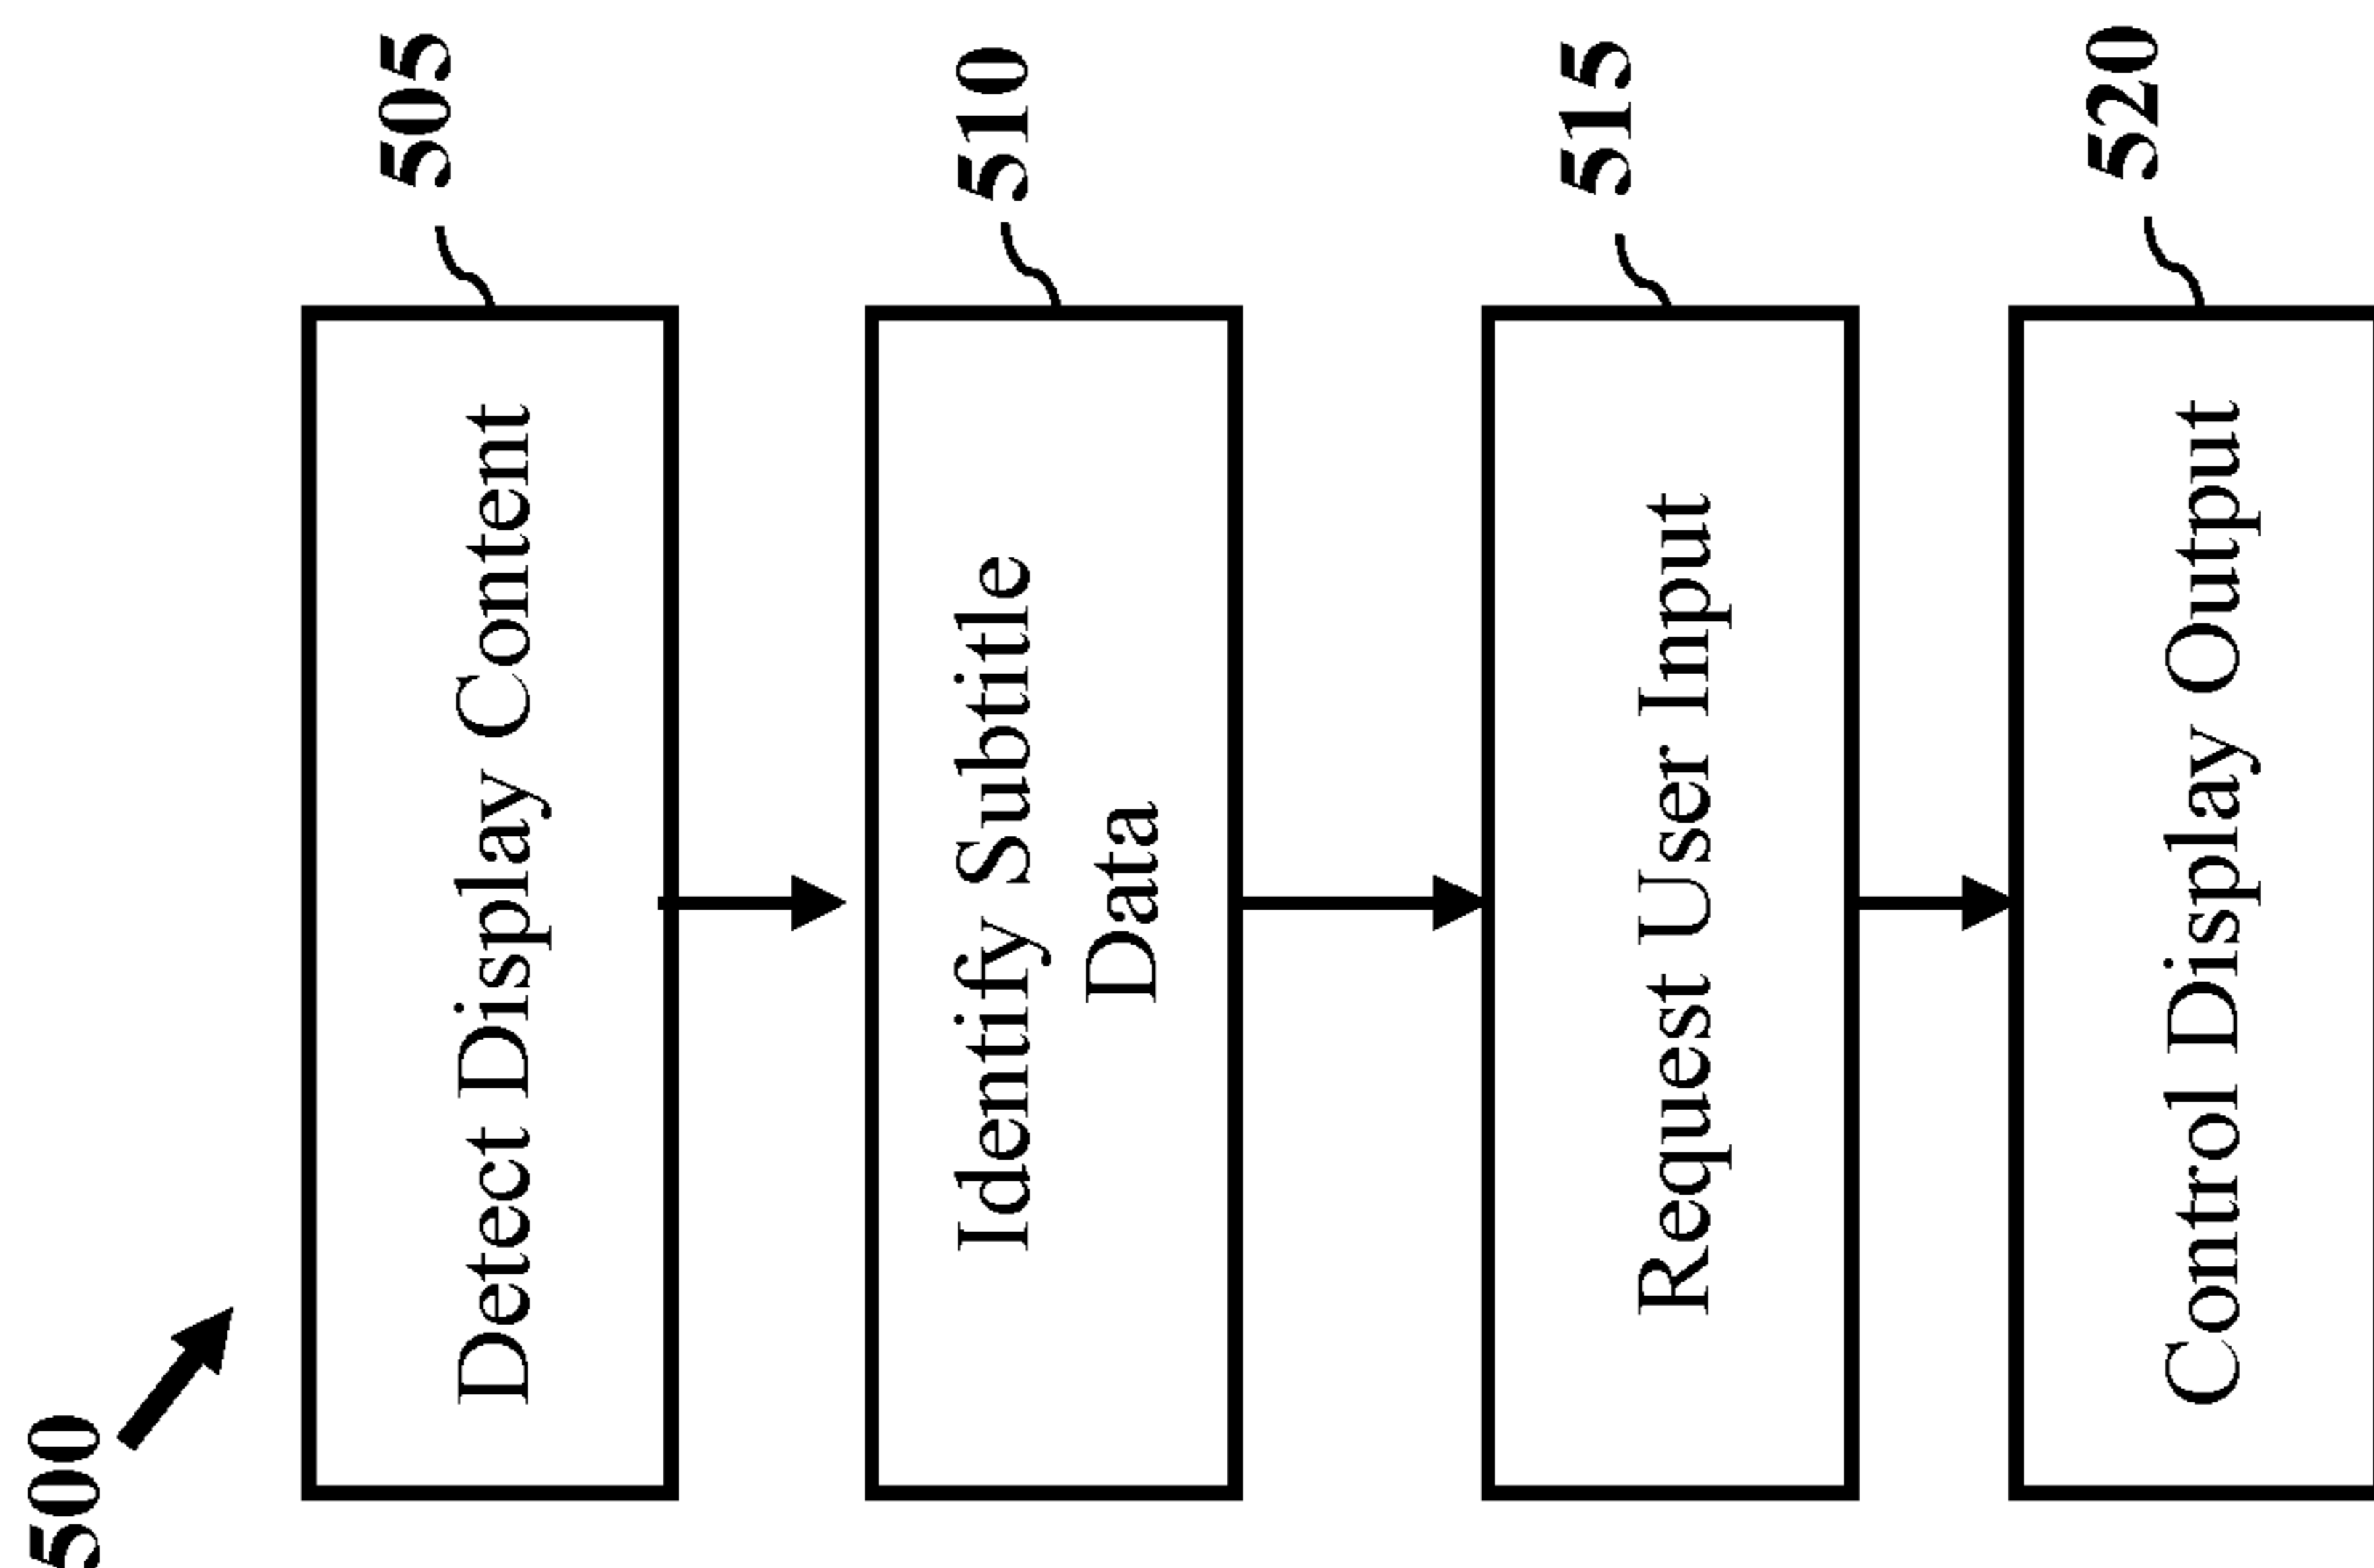 500
505
Detect Display Content
510
Identify Subtitle
Data
515
Request User Input
520
Control Display Output